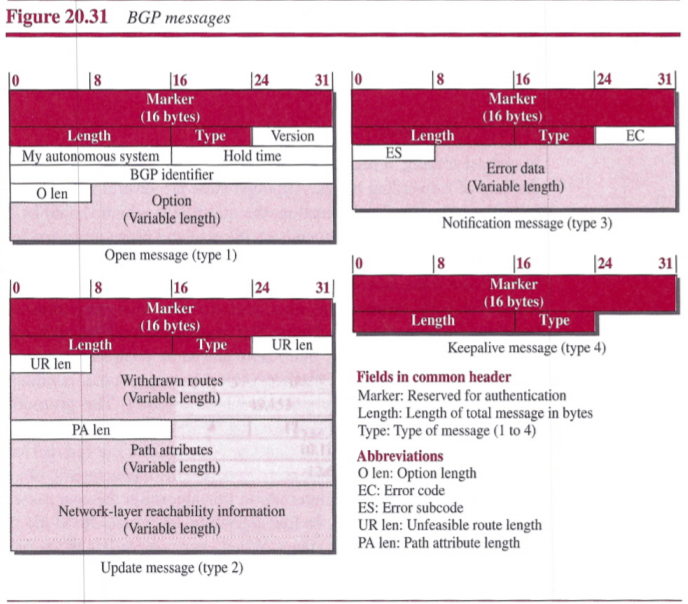 Figure 20.31 BGP messages
0 8 16 24 31
Marker
(16 bytes)
Length Type Version
My autonomous system Hold time
BGP identifier
O len
Option
(Variable length)
Open message (type 1)
0 8 16 24 31
Marker
(16 bytes)
Length Type UR len
UR len
Withdrawn routes
(Variable length)
PA len
Path attributes
(Variable length)
Network-layer reachability information
(Variable length)
Update message (type 2)
0 8 16 24 31
Marker
(16 bytes)
Length Type EC
ES
Error data
(Variable length)
Notification message (type 3)
0 8 16 24 31
Marker
(16 bytes)
Length Type
Keepalive message (type 4)
Fields in common header
Marker: Reserved for authentication
Length: Length of total message in bytes
Type: Type of message (1 to 4)
Abbreviations
O len: Option length
EC: Error code
ES: Error subcode
UR len: Unfeasible route length
PA len: Path attribute length